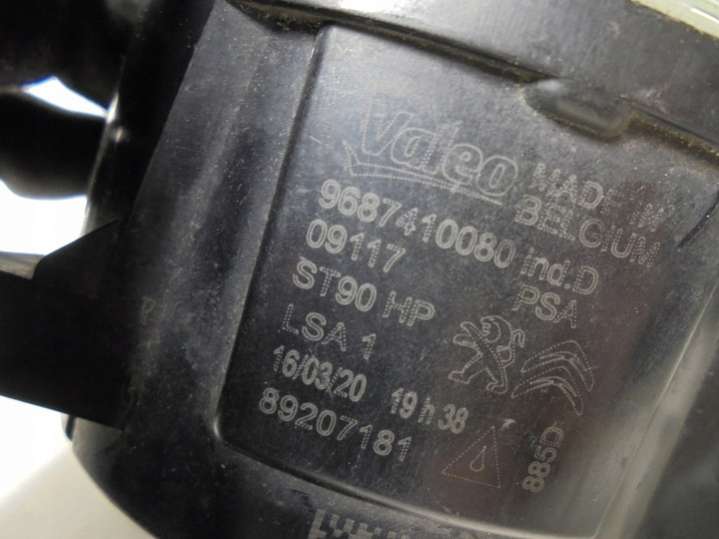 Valeo
MADE IN
BELGIUM
9687410080 ind.D
09117 PSA
ST90 HP
LSA 1
16/03/20 19 h 38
89207181
885D